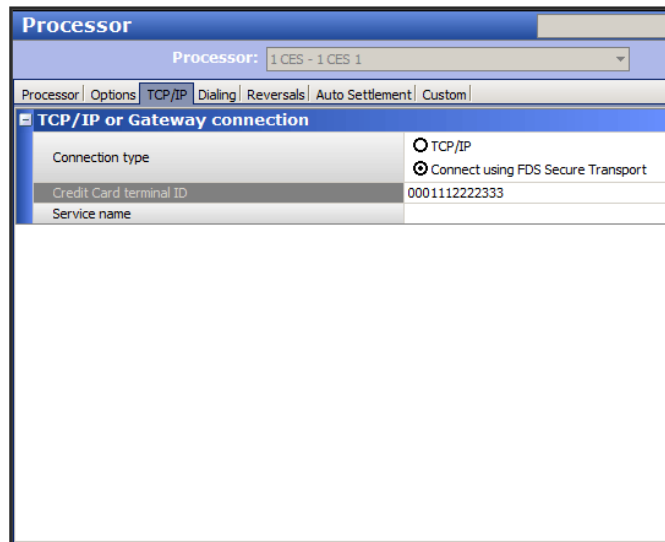 Processor
Processor: 1 CES - 1 CES 1
Processor Options TCP/IP Dialing Reversals Auto Settlement Custom
TCP/IP or Gateway connection
Connection type
TCP/IP
Connect using FDS Secure Transport
Credit Card terminal ID 0001112222333
Service name